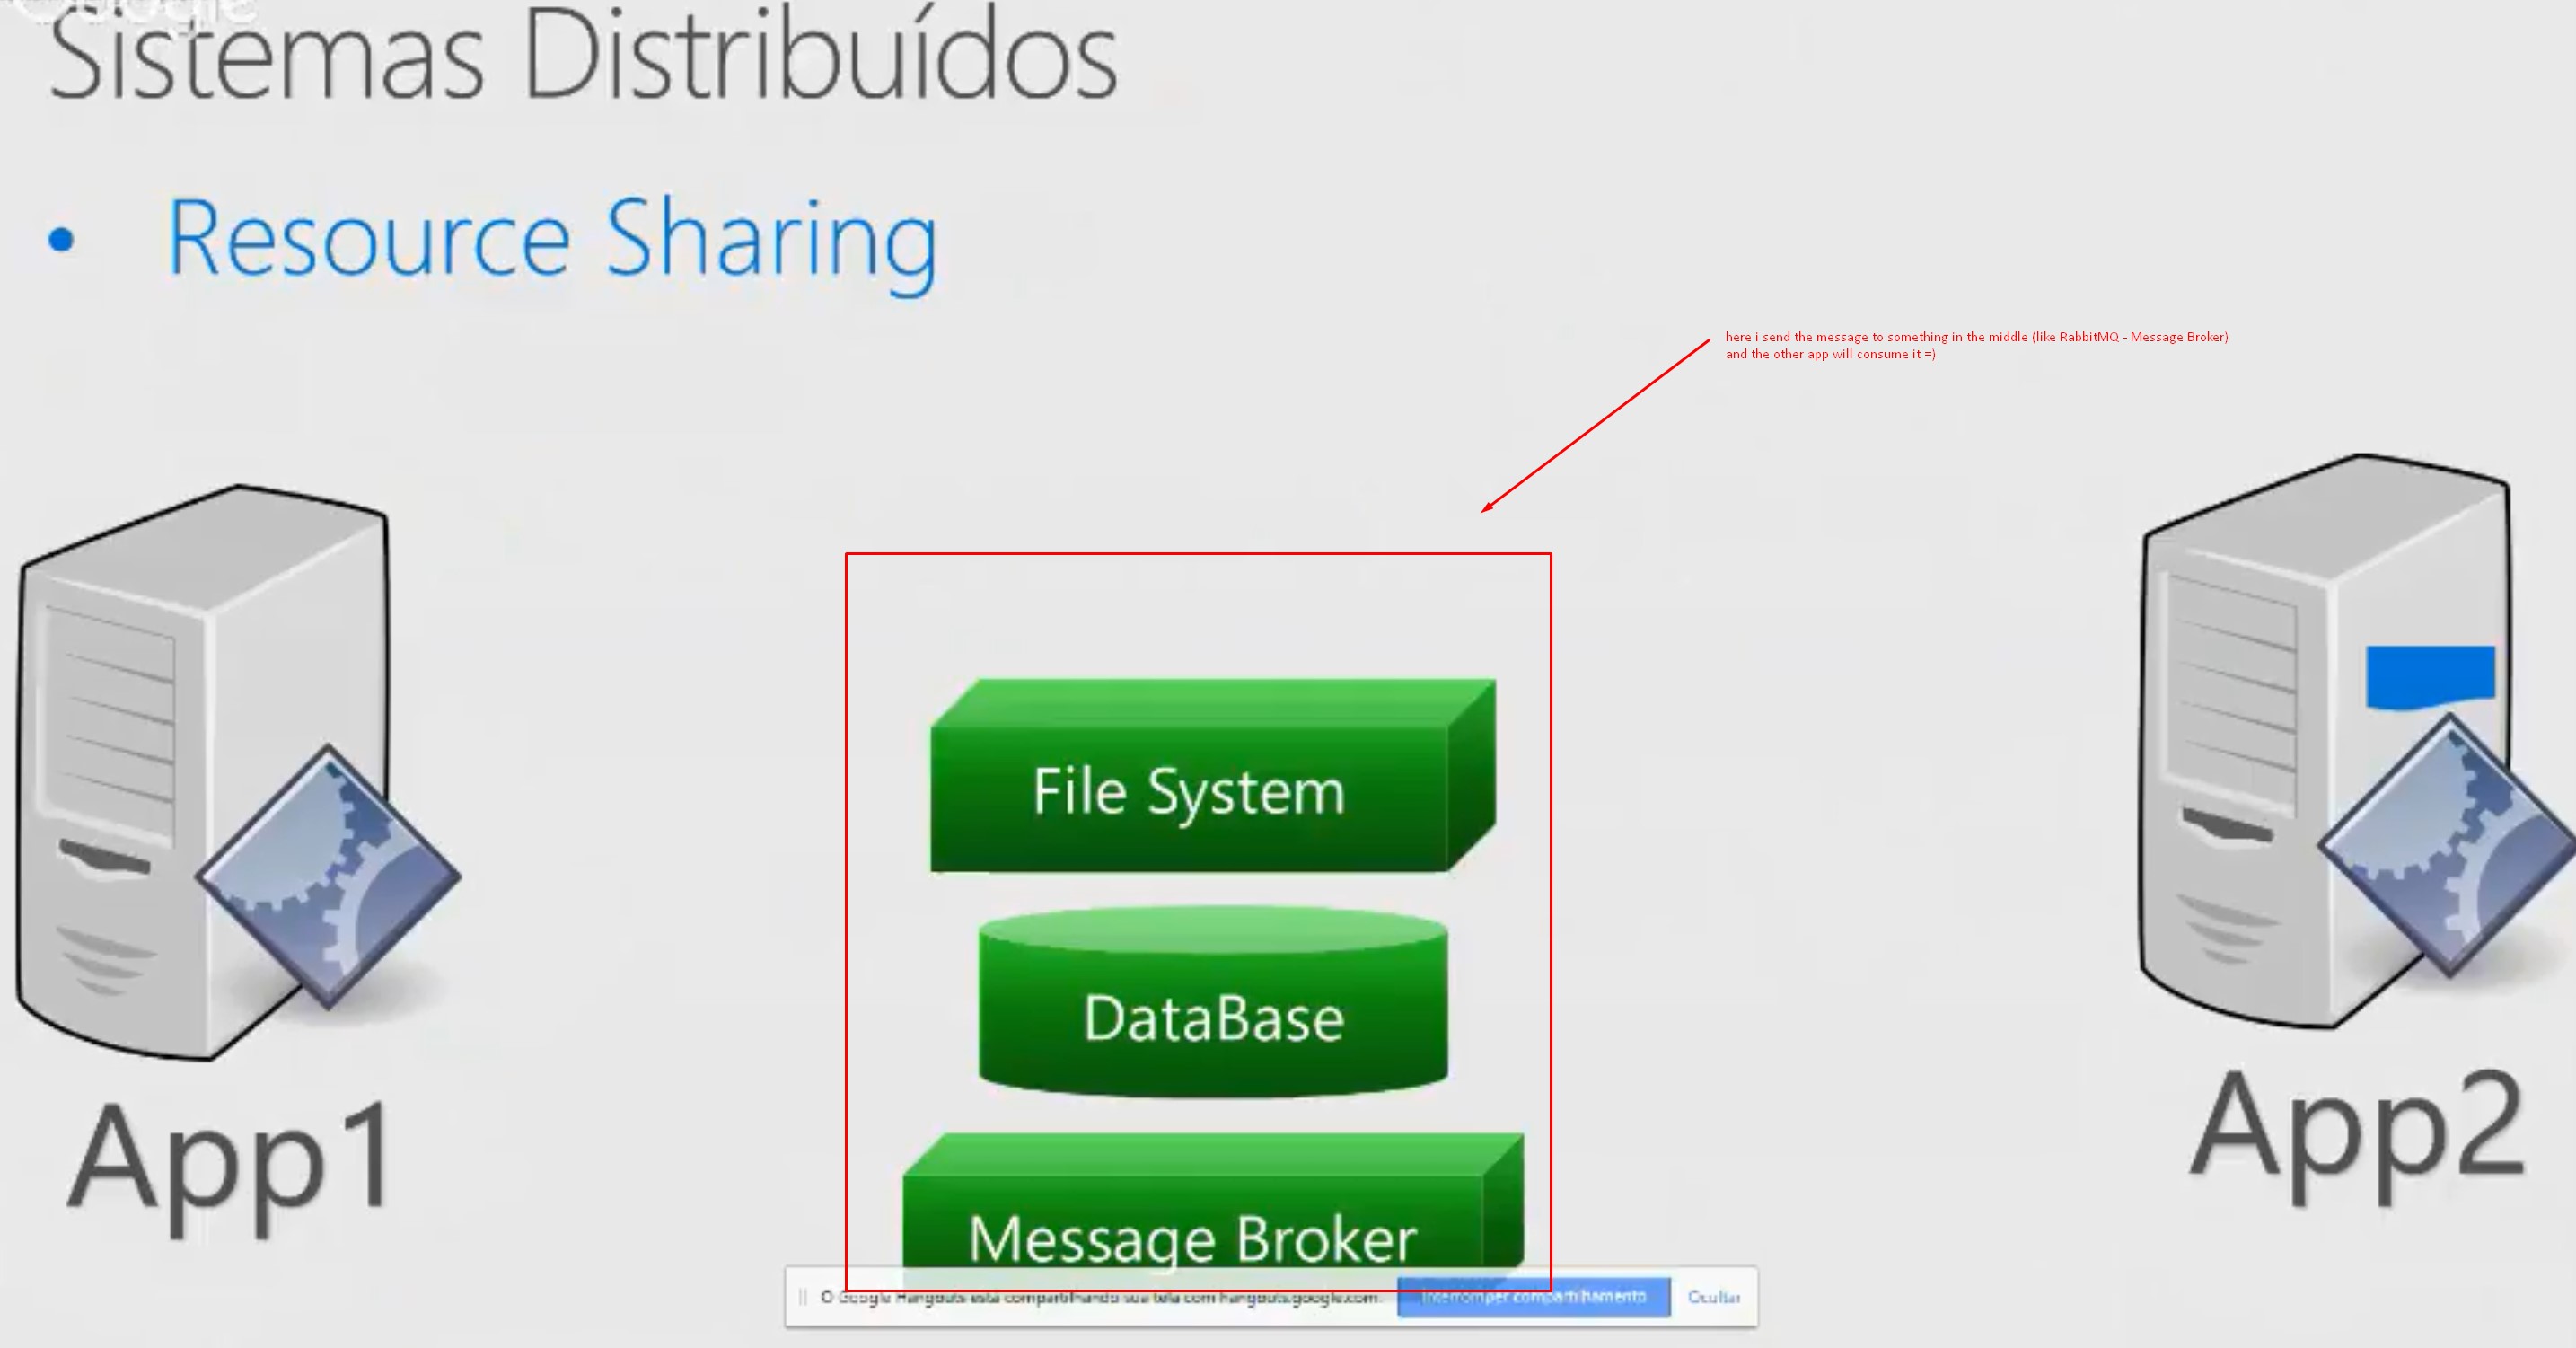 Google
Sistemas Distribuídos
• Resource Sharing
here i send the message to something in the middle (like RabbitMQ - Message Broker)
and the other app will consume it =)
File System
DataBase
Message Broker
App1
App2
O Google Hangouts está compartilhando sua tela com hangouts.google.com.
Interromper compartilhamento
Ocultar